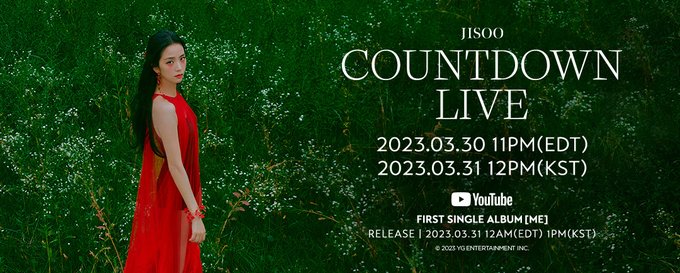 JISOO
COUNTDOWN
LIVE
2023.03.30 11PM(EDT)
2023.03.31 12PM(KST)
YouTube
FIRST SINGLE ALBUM [ME]
RELEASE | 2023.03.31 12AM(EDT) 1PM(KST)
© 2023 YG ENTERTAINMENT INC.